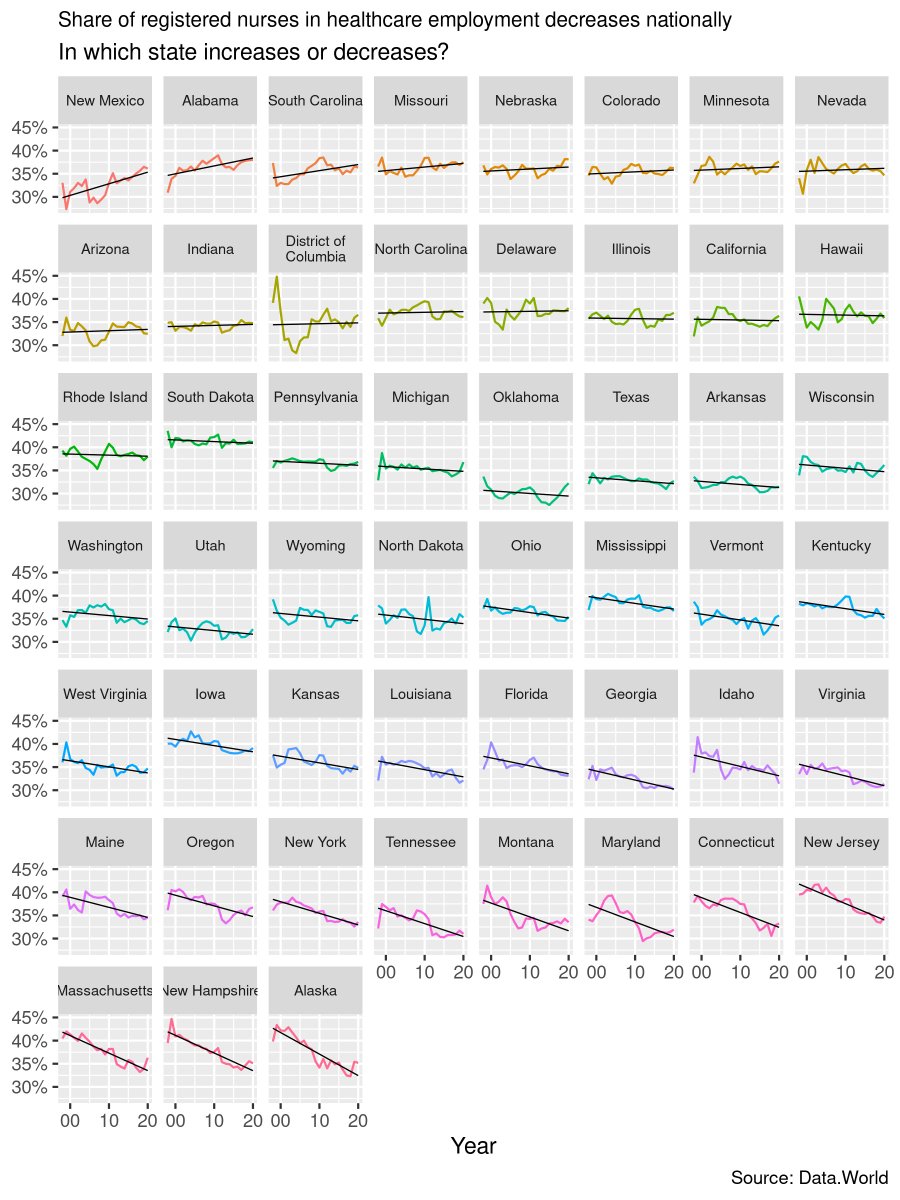 Share of registered nurses in healthcare employment decreases nationally
In which state increases or decreases?
New Mexico Alabama South Carolina Missouri Nebraska Colorado Minnesota Nevada
45%
40%
35%
30%
Arizona Indiana District of Columbia North Carolina Delaware Illinois California Hawaii
45%
40%
35%
30%
Rhode Island South Dakota Pennsylvania Michigan Oklahoma Texas Arkansas Wisconsin
45%
40%
35%
30%
Washington Utah Wyoming North Dakota Ohio Mississippi Vermont Kentucky
45%
40%
35%
30%
West Virginia Iowa Kansas Louisiana Florida Georgia Idaho Virginia
45%
40%
35%
30%
Maine Oregon New York Tennessee Montana Maryland Connecticut New Jersey
45%
40%
35%
30%
00 10 20 00 10 20 00 10 20 00 10 20 00 10 20
Massachusetts New Hampshire Alaska
45%
40%
35%
30%
00 10 20 00 10 20 00 10 20
Year
Source: Data.World